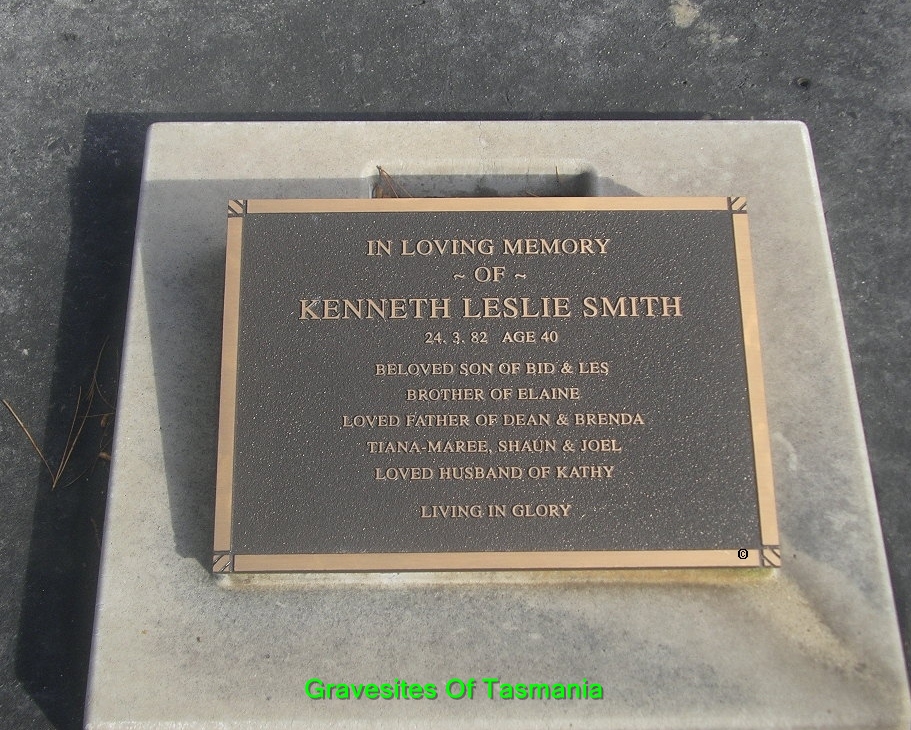 IN LOVING MEMORY
~ OF ~
KENNETH LESLIE SMITH
24. 3. 82 AGE 40
BELOVED SON OF BID & LES
BROTHER OF ELAINE
LOVED FATHER OF DEAN & BRENDA
TIANA-MAREE, SHAUN & JOEL
LOVED HUSBAND OF KATHY
LIVING IN GLORY
©
Gravesites Of Tasmania